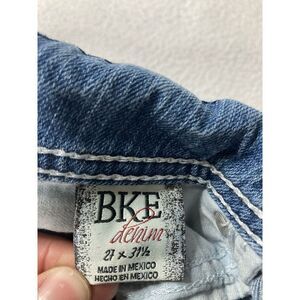 BKE
denim
27 x 31½
MADE IN MEXICO
HECHO EN MEXICO